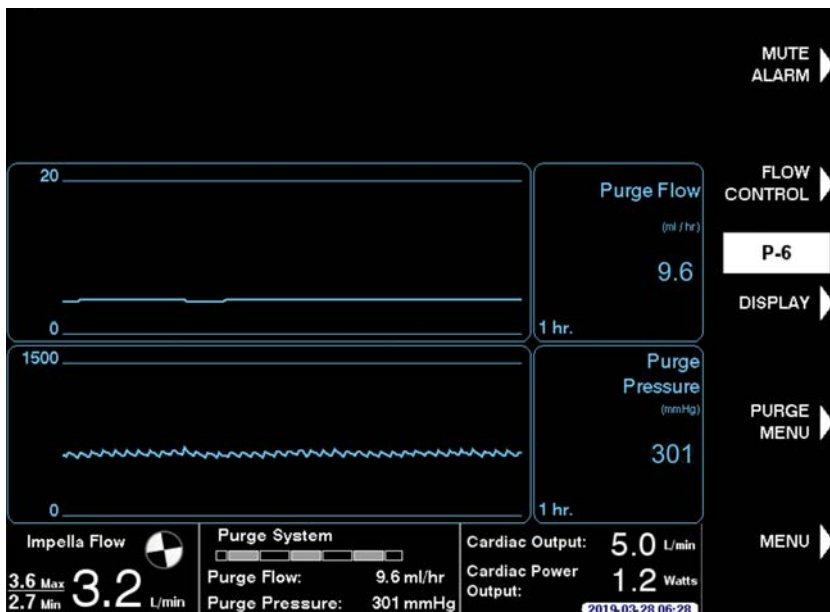 MUTE
ALARM
20
Purge Flow
(ml / hr)
9.6
0
1 hr.
FLOW
CONTROL
P-6
DISPLAY
1500
Purge
Pressure
(mmHg)
301
0
1 hr.
PURGE
MENU
Impella Flow
3.6 Max
2.7 Min
3.2 L/min
Purge System
Purge Flow: 9.6 ml/hr
Purge Pressure: 301 mmHg
Cardiac Output: 5.0 L/min
Cardiac Power
Output: 1.2 Watts
2019-03-28 06:28
MENU